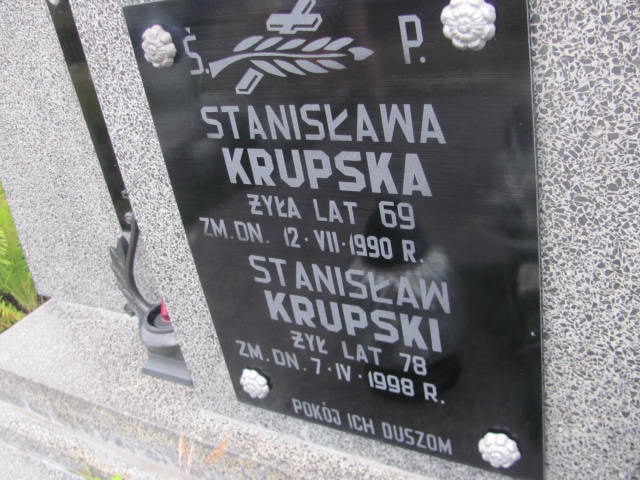 Ś. P.
STANISŁAWA
KRUPSKA
ŻYŁA LAT 69
ZM. DN. 12·VII·1990 R.
STANISŁAW
KRUPSKI
ŻYŁ LAT 78
ZM. DN. 7·IV·1998 R.
POKÓJ ICH DUSZOM